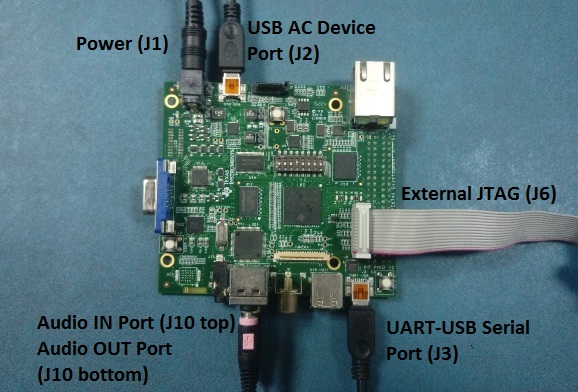 Power (J1)
USB AC Device
Port (J2)
External JTAG (J6)
Audio IN Port (J10 top)
Audio OUT Port
(J10 bottom)
UART-USB Serial
Port (J3)